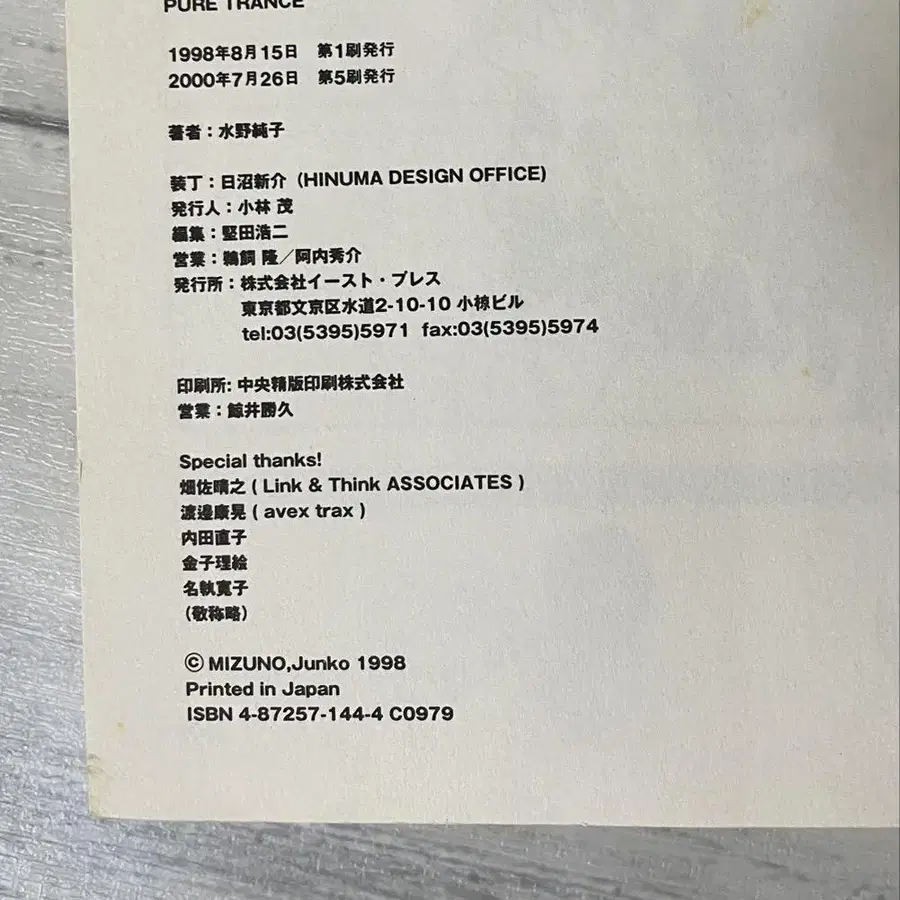 PURE TRANCE
1998年8月15日 第1刷発行
2000年7月26日 第5刷発行
著者：水野純子
装丁：日沼新介（HINUMA DESIGN OFFICE)
発行人：小林 茂
編集：堅田浩二
営業：鵜飼 隆／阿内秀介
発行所：株式会社イースト・プレス
東京都文京区水道2-10-10 小椋ビル
tel:03(5395)5971 fax:03(5395)5974
印刷所: 中央精版印刷株式会社
営業：鯨井勝久
Special thanks!
畑佐晴之 ( Link & Think ASSOCIATES )
渡邊康晃 ( avex trax )
内田直子
金子理絵
名執寛子
（敬称略）
© MIZUNO,Junko 1998
Printed in Japan
ISBN 4-87257-144-4 C0979